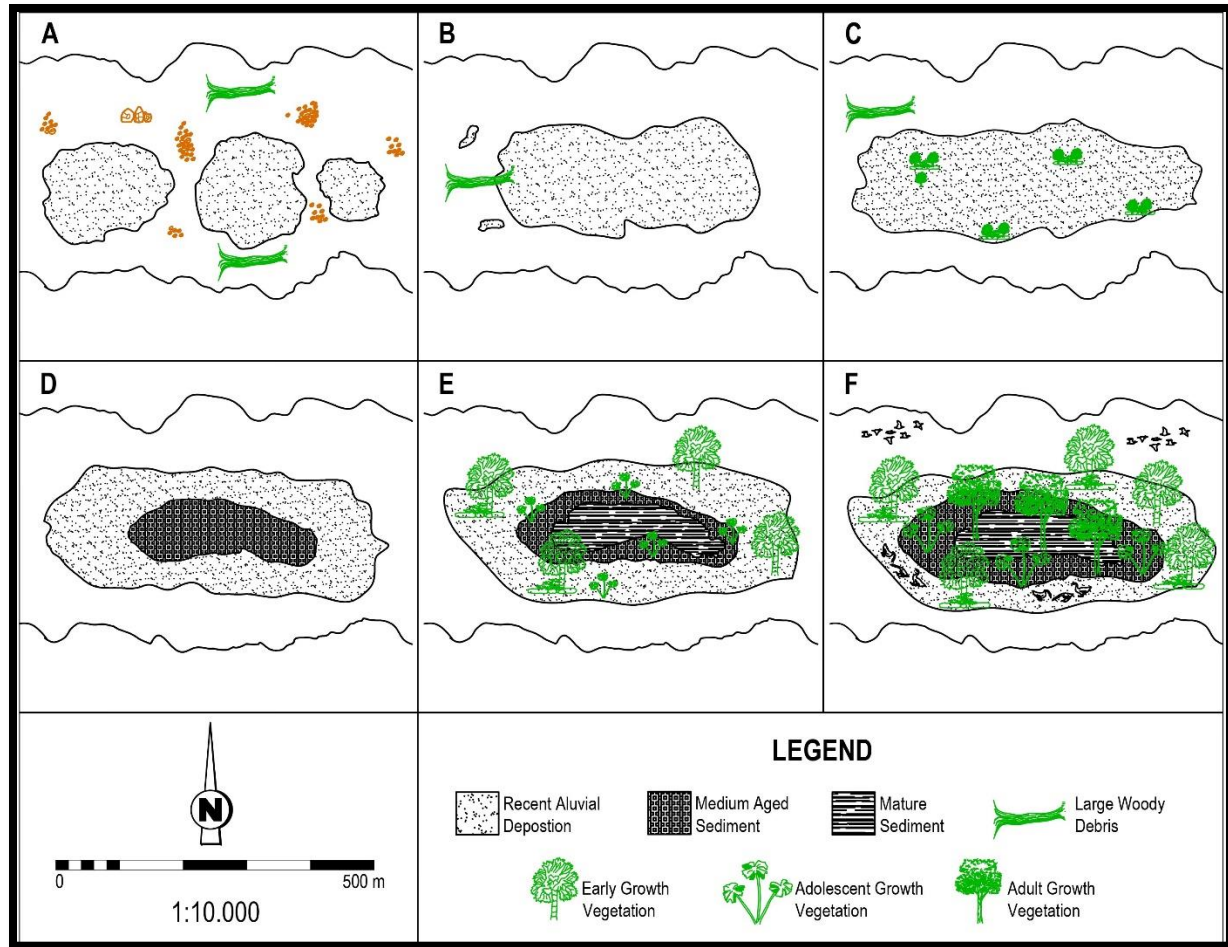 A
B
C
D
E
F
N
0
500 m
1:10.000
LEGEND
Recent Aluvial
Depostion
Medium Aged
Sediment
Mature
Sediment
Large Woody
Debris
Early Growth
Vegetation
Adolescent Growth
Vegetation
Adult Growth
Vegetation